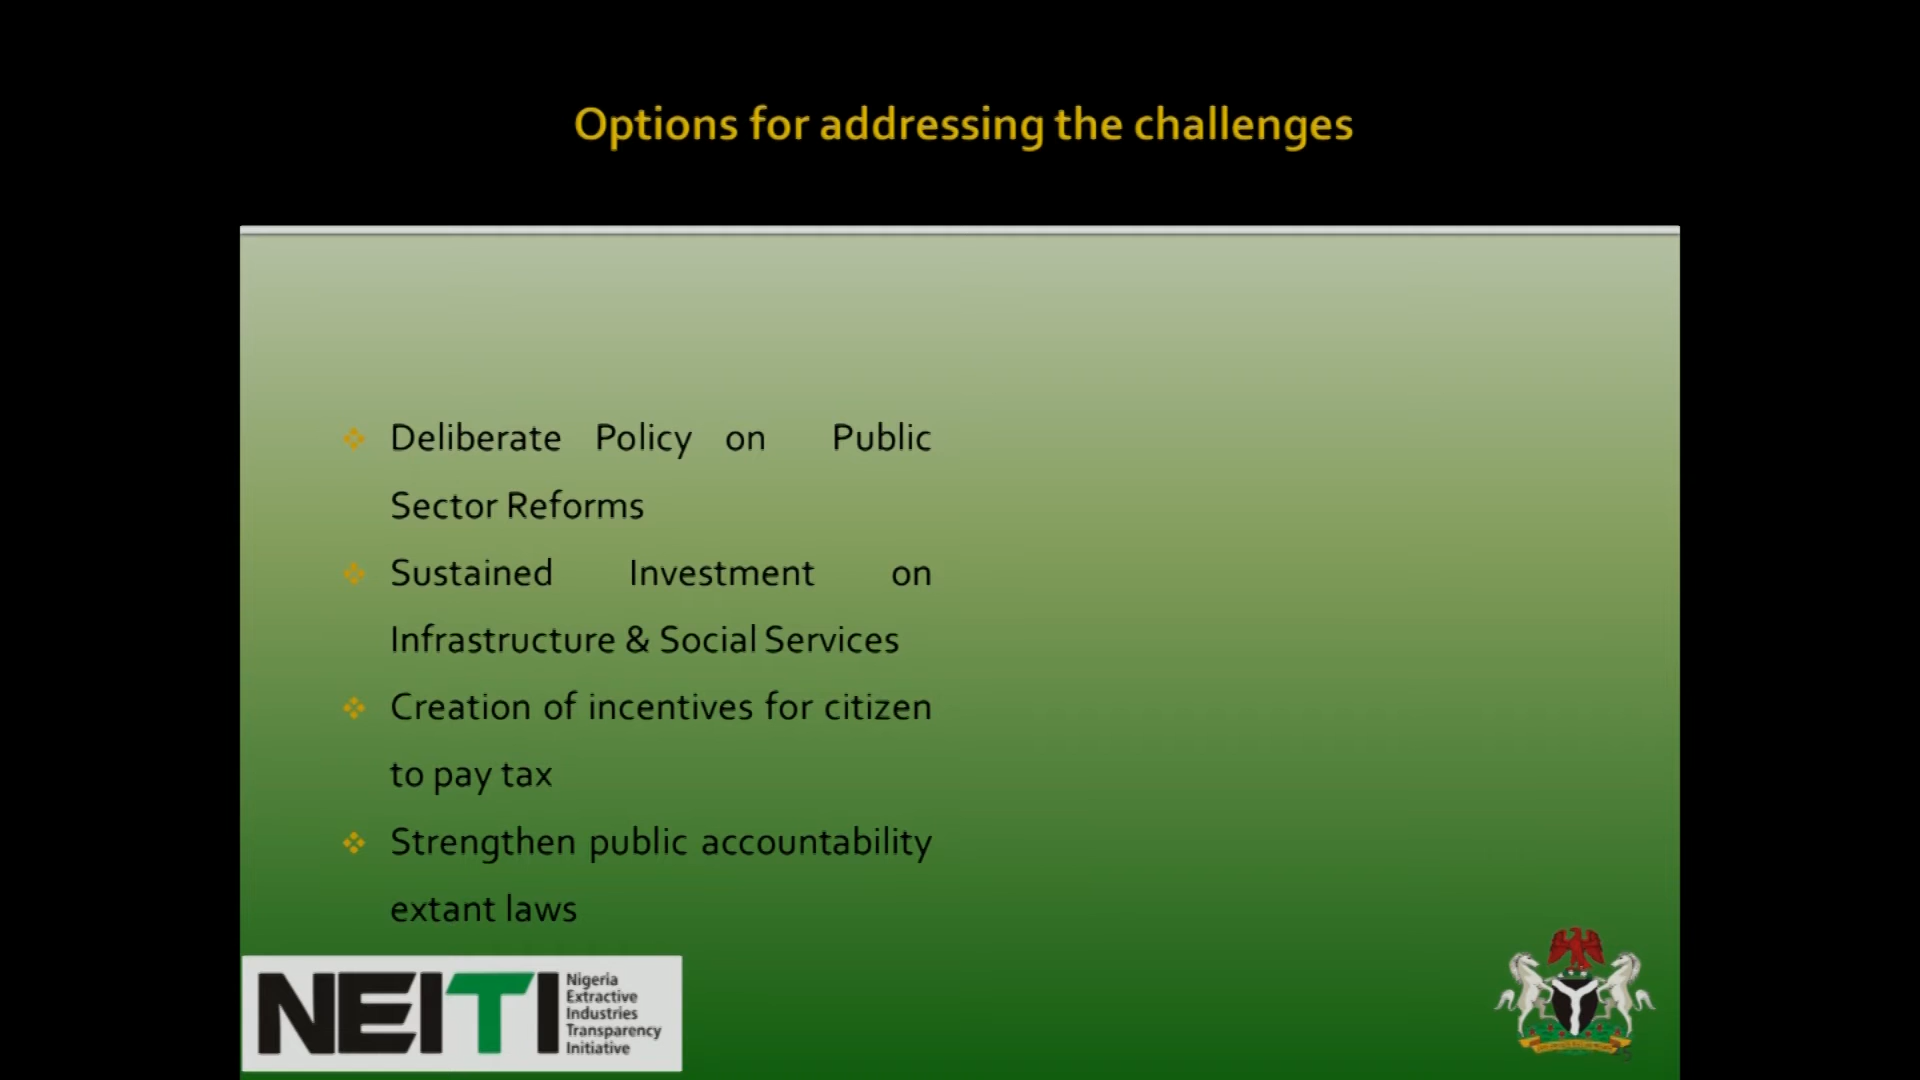 Options for addressing the challenges
Deliberate Policy on Public
Sector Reforms
Sustained Investment on
Infrastructure & Social Services
Creation of incentives for citizen
to pay tax
Strengthen public accountability
extant laws
NEITI
Nigeria
Extractive
Industries
Transparency
Initiative